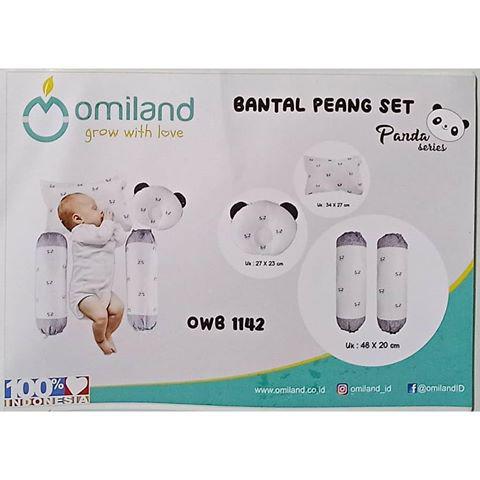 omiland
grow with love
BANTAL PEANG SET
Panda
series
Uk : 34 X 27 cm
Uk : 27 X 23 cm
OWB 1142
Uk : 48 X 20 cm
100%
INDONESIA
www.omiland.co.id
omiland_id
@omilandID